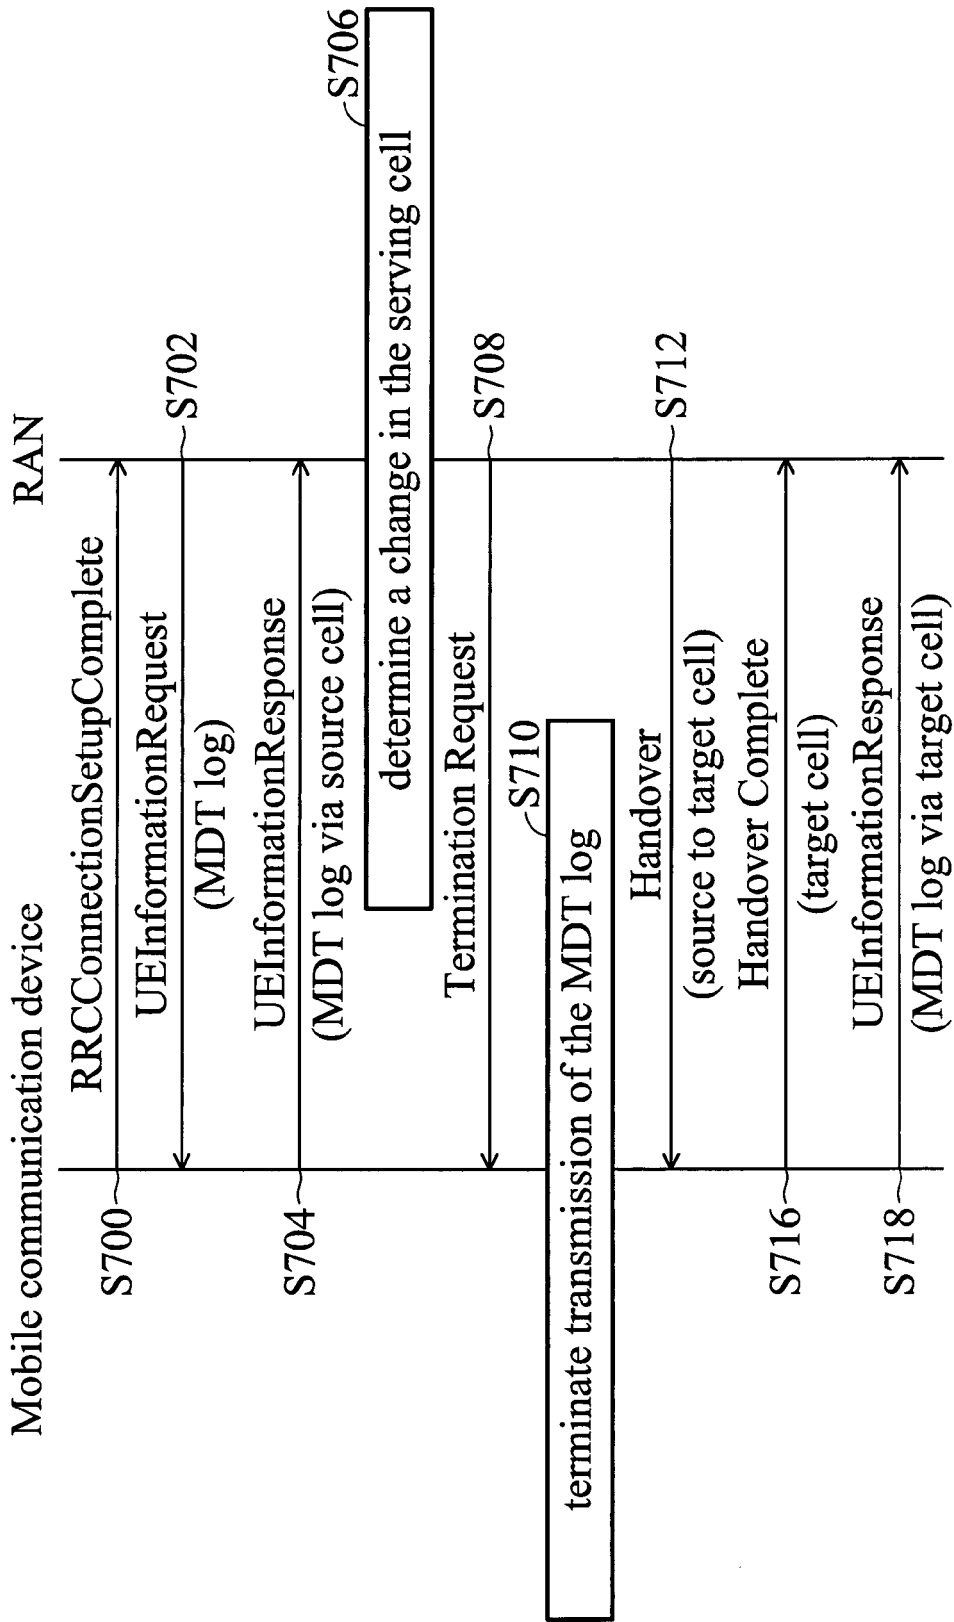 Mobile communication device
RAN
RRCConnectionSetupComplete
S700
UEInformationRequest
(MDT log)
S702
UEInformationResponse
(MDT log via source cell)
S704
S706
determine a change in the serving cell
Termination Request
S708
S710
terminate transmission of the MDT log
Handover
(source to target cell)
S712
Handover Complete
(target cell)
S716
UEInformationResponse
(MDT log via target cell)
S718